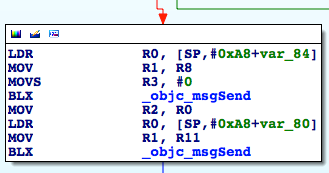 LDR R0, [SP,#0xA8+var_84]
MOV R1, R8
MOVS R3, #0
BLX _objc_msgSend
MOV R2, R0
LDR R0, [SP,#0xA8+var_80]
MOV R1, R11
BLX _objc_msgSend